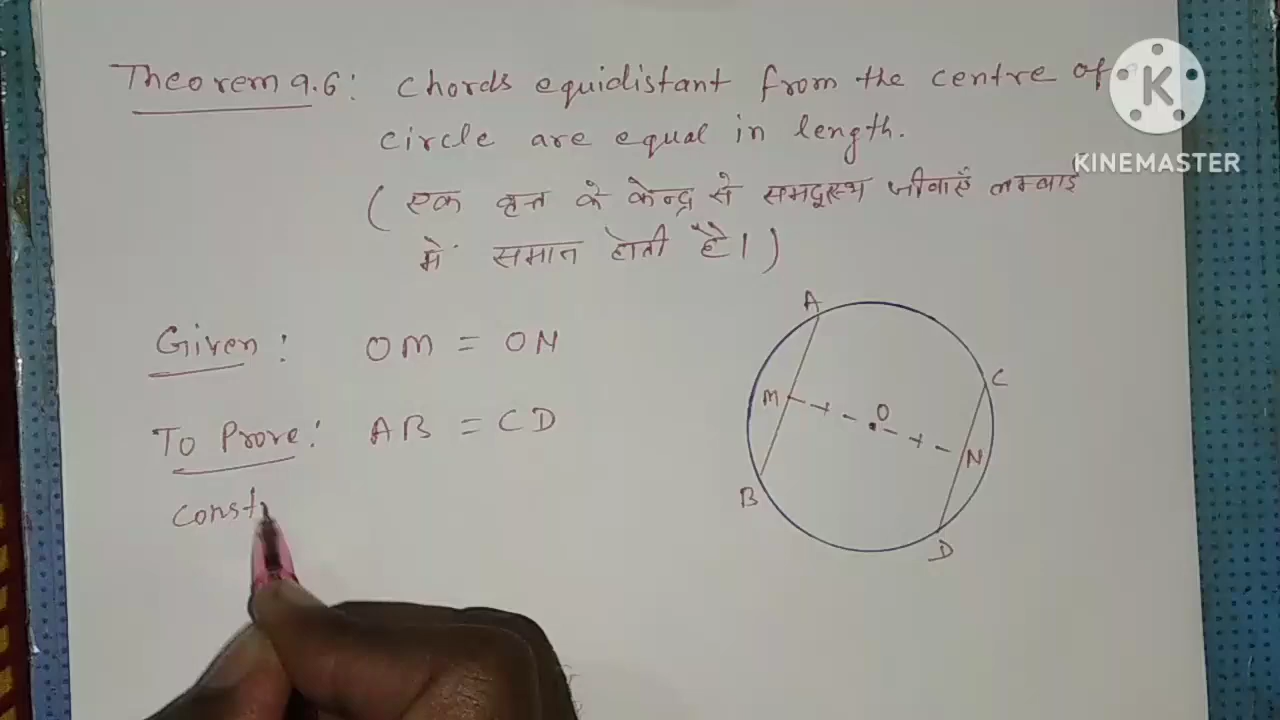 Theorem 9.6: Chords equidistant from the centre of
circle are equal in length.
(एक वृत्त के केन्द्र से समदूरस्थ जीवाएँ लम्बाई
में समान होती है।)
Given: OM = ON
To Prove: AB = CD
Const
A
C
M
O
N
B
D
K
KINEMASTER